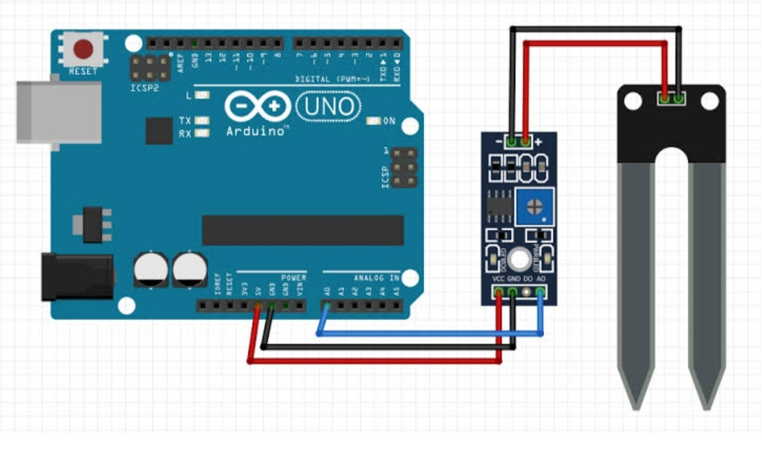 RESET
ICSP2
AREF
GND
13
12
~11
~10
~9
8
7
~6
~5
4
~3
2
TX0▶1
RX0◀0
DIGITAL (PWM=~)
L
TX
RX
UNO
Arduino™
ON
1
ICSP
POWER
ANALOG IN
IOREF
RESET
3V3
5V
GND
GND
VIN
A0
A1
A2
A3
A4
A5
- +
VCC GND DO AO